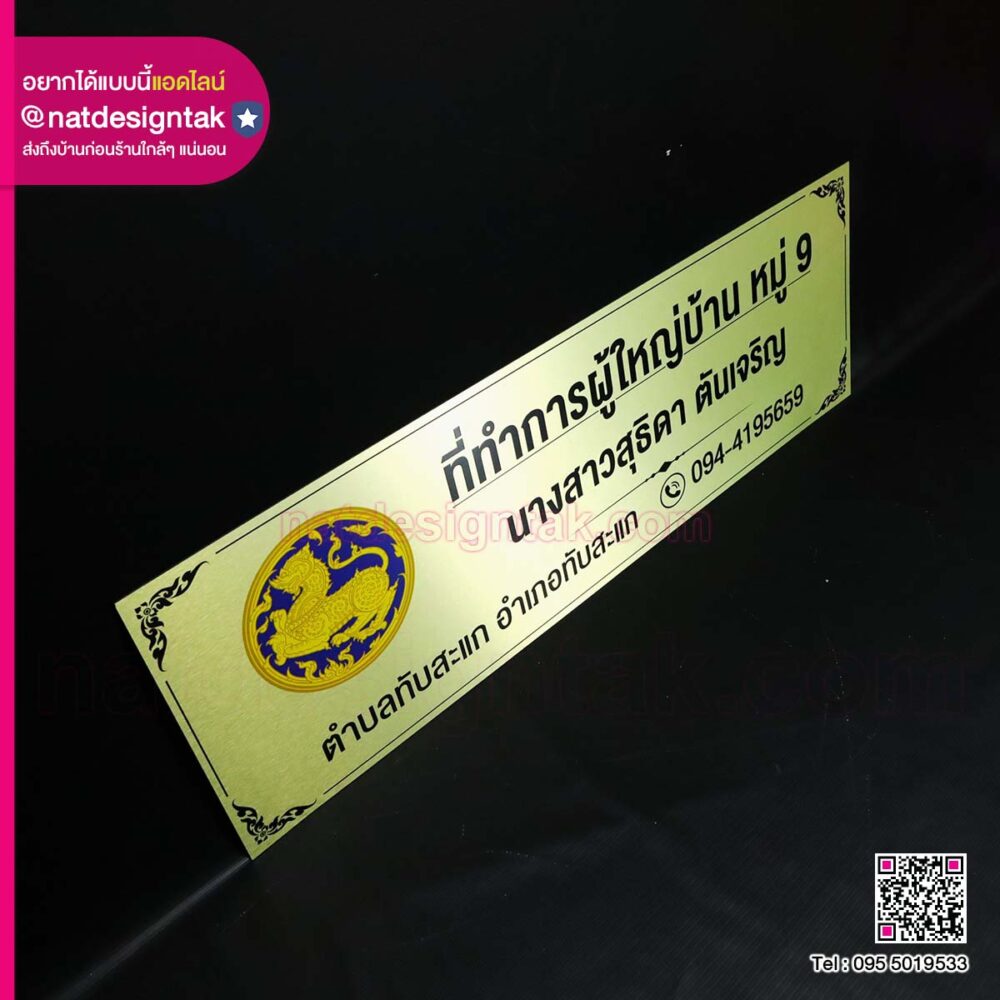 อยากได้แบบนี้แอดไลน์
@natdesigntak
ส่งถึงบ้านก่อนร้านใกล้ๆ แน่นอน
ที่ทำการผู้ใหญ่บ้าน หมู่ 9
นางสาวสุธิดา ตันเจริญ
ตำบลทับสะแก อำเภอทับสะแก 094-4195659
natdesigntak.com
natdesigntak.com
Tel : 095 5019533